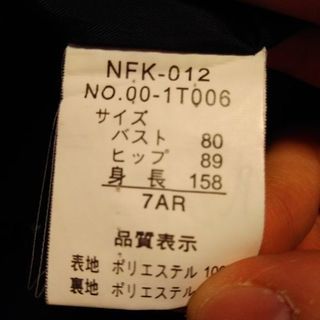 NFK-012
NO.00-1T006
サイズ
バスト 80
ヒップ 89
身長 158
7AR
品質表示
表地 ポリエステル
裏地 ポリエステル